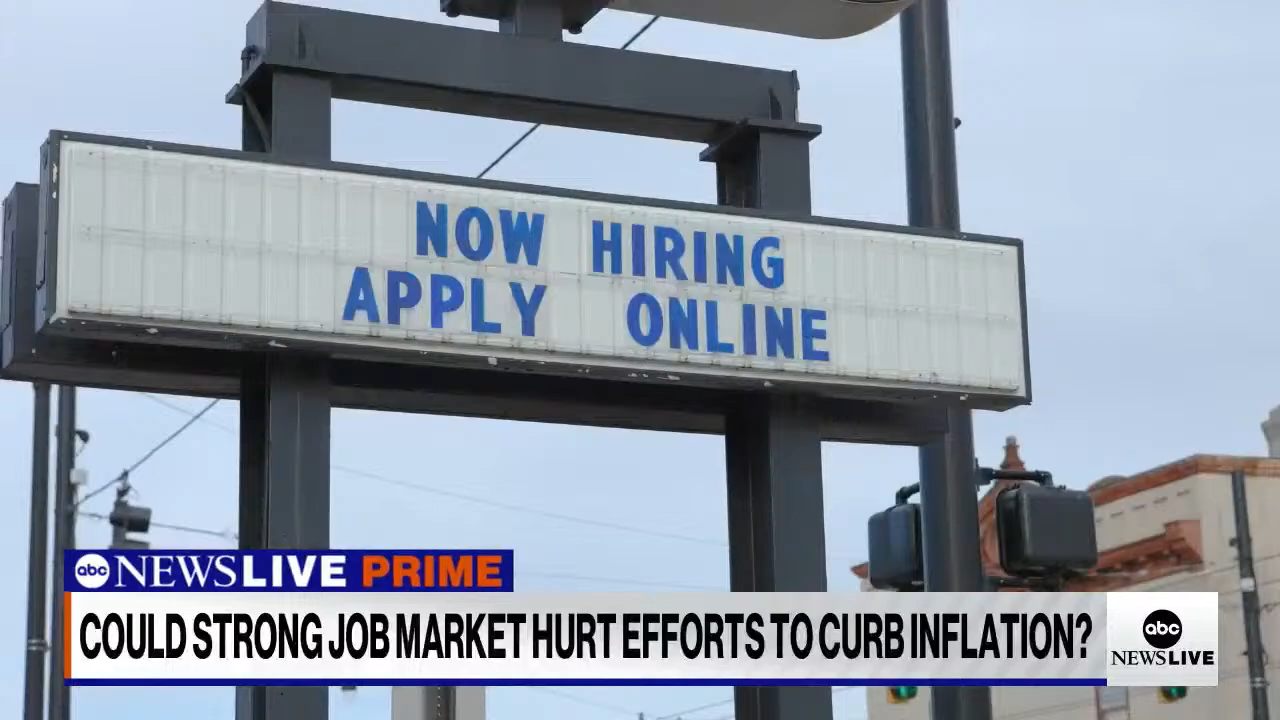 NOW HIRING
APPLY ONLINE
abc NEWS LIVE PRIME
COULD STRONG JOB MARKET HURT EFFORTS TO CURB INFLATION?
abc
NEWS LIVE